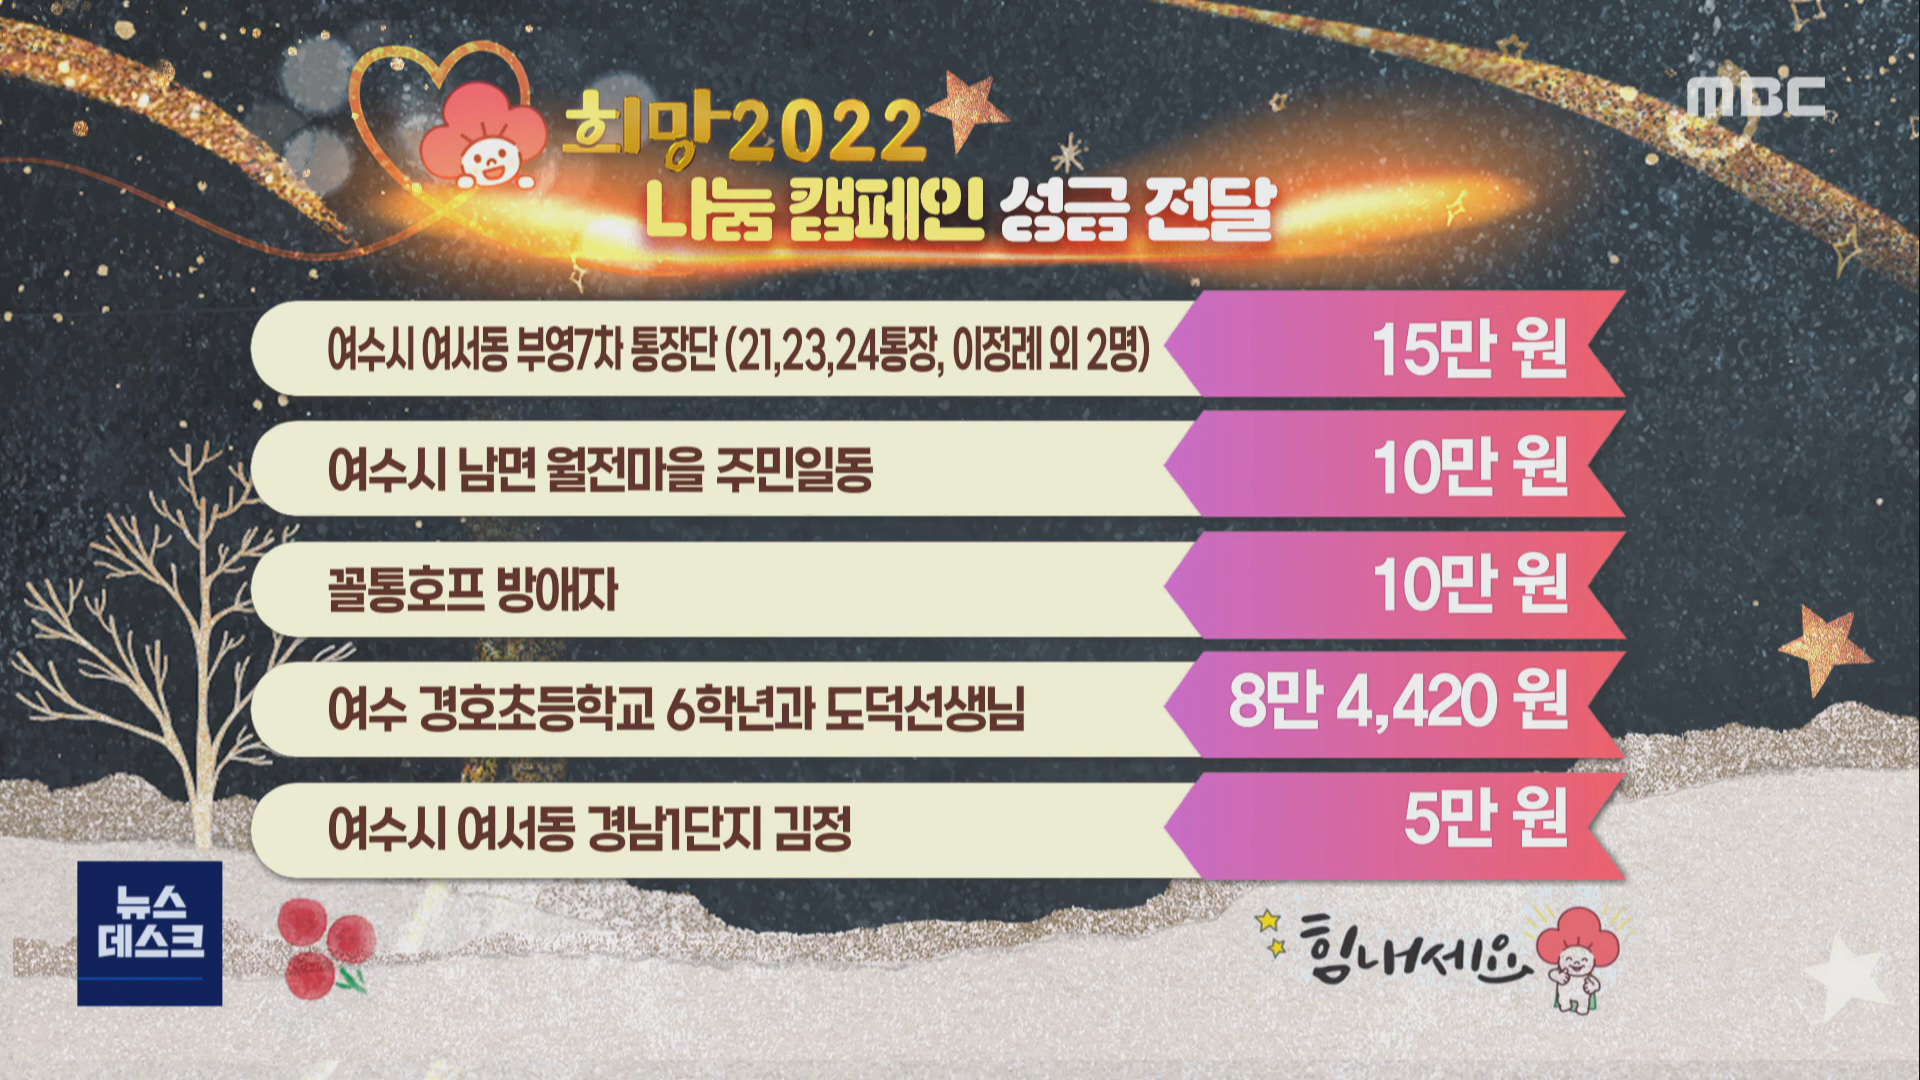 MBC
희망2022
나눔 캠페인 성금 전달
여수시 여서동 부영7차 통장단 (21,23,24통장, 이정례 외 2명) 15만 원
여수시 남면 월전마을 주민일동 10만 원
꼴통호프 방애자 10만 원
여수 경호초등학교 6학년과 도덕선생님 8만 4,420 원
여수시 여서동 경남1단지 김정 5만 원
뉴스
데스크
힘내세요